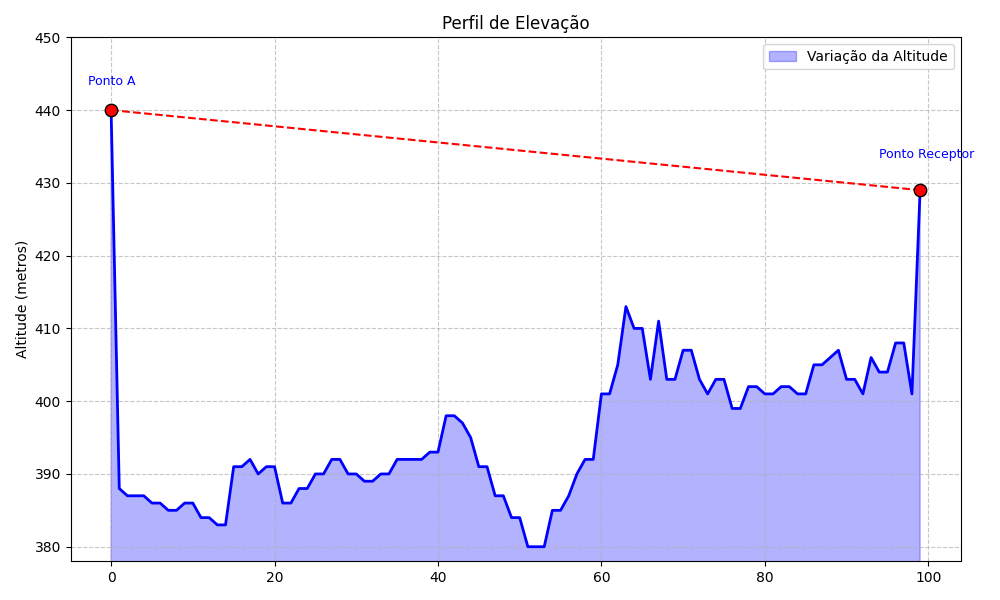 Perfil de Elevação
Variação da Altitude
Ponto A
Ponto Receptor
Altitude (metros)
450
440
430
420
410
400
390
380
0 20 40 60 80 100